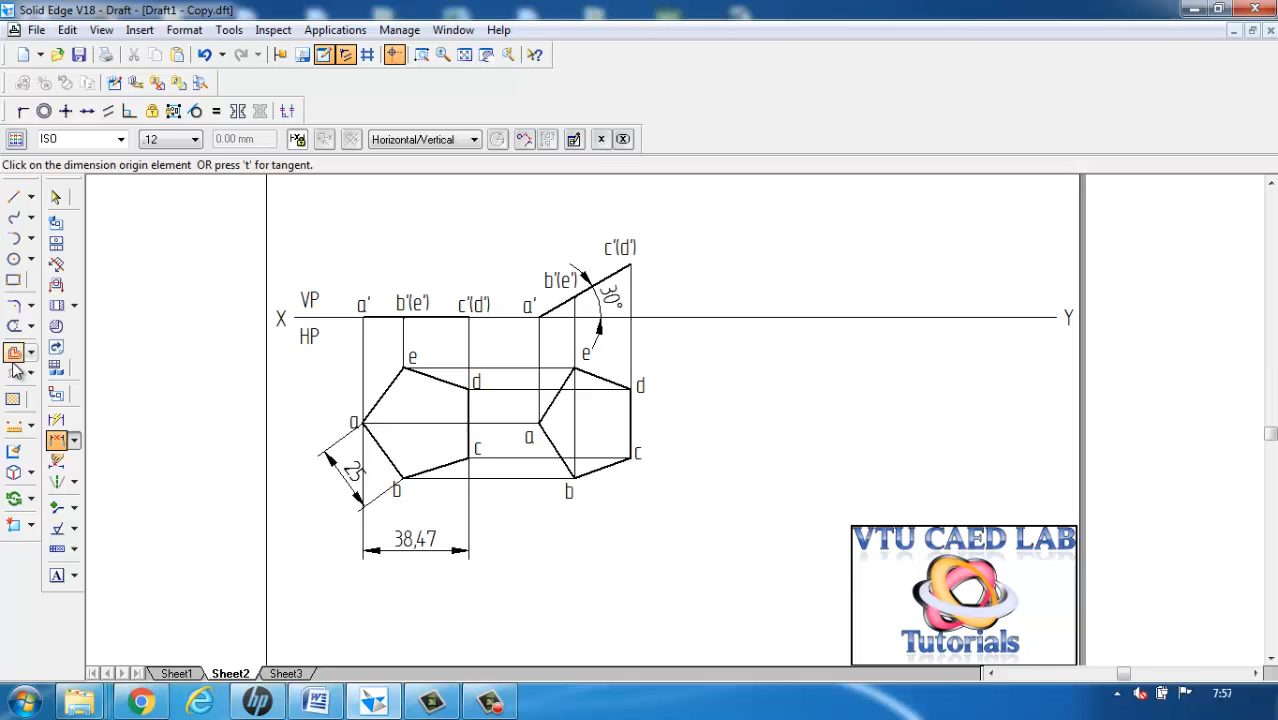 Solid Edge V18 - Draft - [Draft1 - Copy.dft]
File Edit View Insert Format Tools Inspect Applications Manage Window Help
ISO .12 0.00 mm Horizontal/Vertical
Click on the dimension origin element OR press 't' for tangent.
c'(d')
b'(e')
30°
VP a' b'(e') c'(d') a'
X Y
HP
e e
d d
a a
c c
25
b b
38,47
VTU CAED LAB
Tutorials
A
Sheet1 Sheet2 Sheet3
7:57